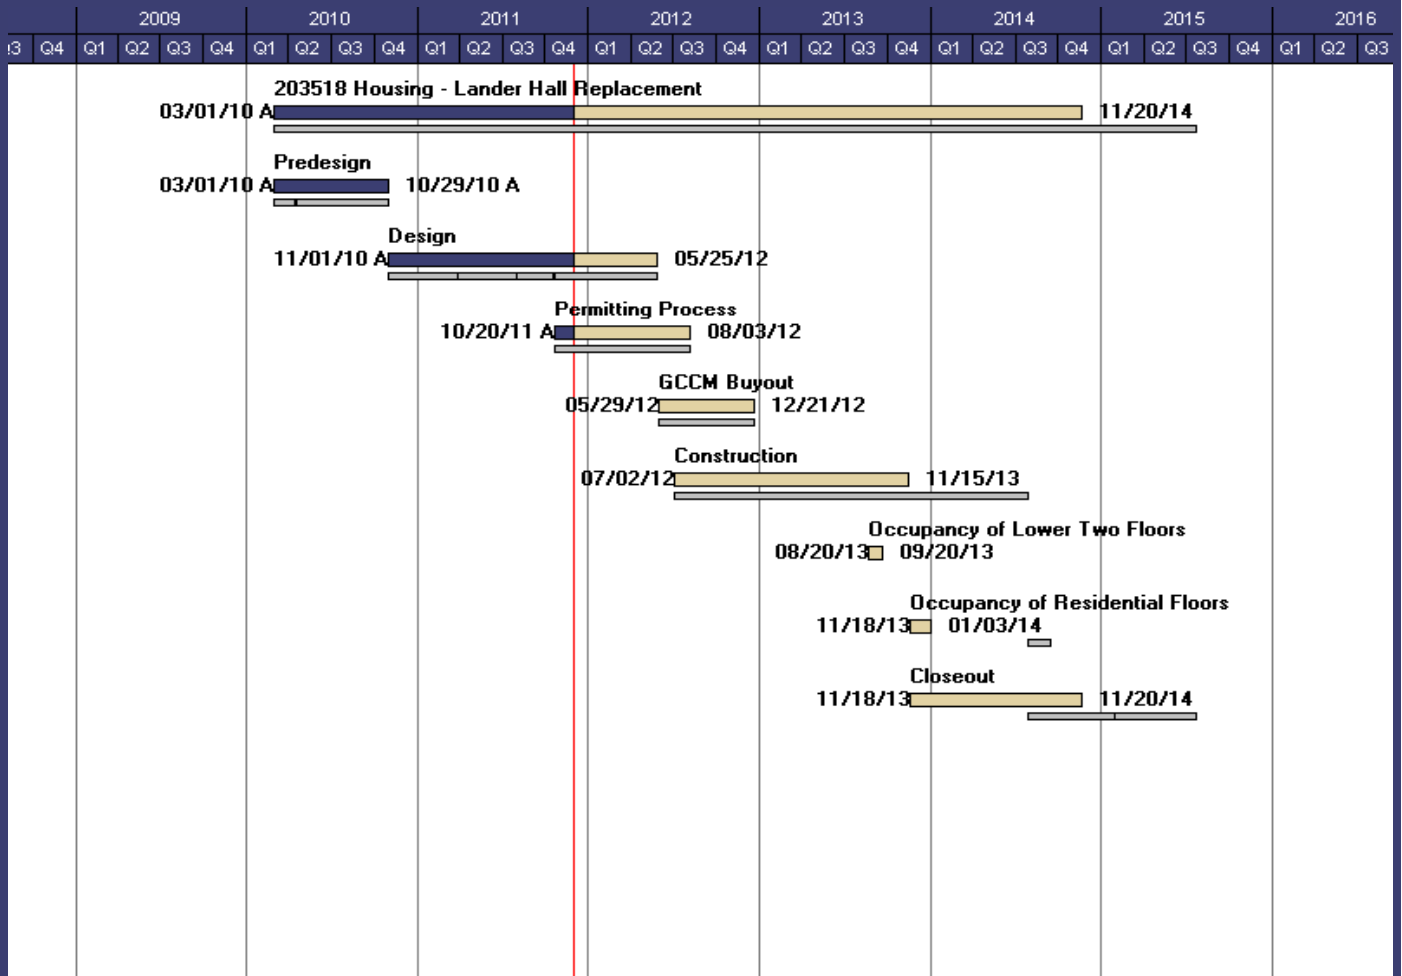 2009 2010 2011 2012 2013 2014 2015 2016
Q4 Q1 Q2 Q3 Q4 Q1 Q2 Q3 Q4 Q1 Q2 Q3 Q4 Q1 Q2 Q3 Q4 Q1 Q2 Q3 Q4 Q1 Q2 Q3 Q4 Q1 Q2 Q3 Q4 Q1 Q2 Q3
203518 Housing - Lander Hall Replacement
03/01/10 A 11/20/14
Predesign
03/01/10 A 10/29/10 A
Design
11/01/10 A 05/25/12
Permitting Process
10/20/11 A 08/03/12
GCCM Buyout
05/29/12 12/21/12
Construction
07/02/12 11/15/13
Occupancy of Lower Two Floors
08/20/13 09/20/13
Occupancy of Residential Floors
11/18/13 01/03/14
Closeout
11/18/13 11/20/14